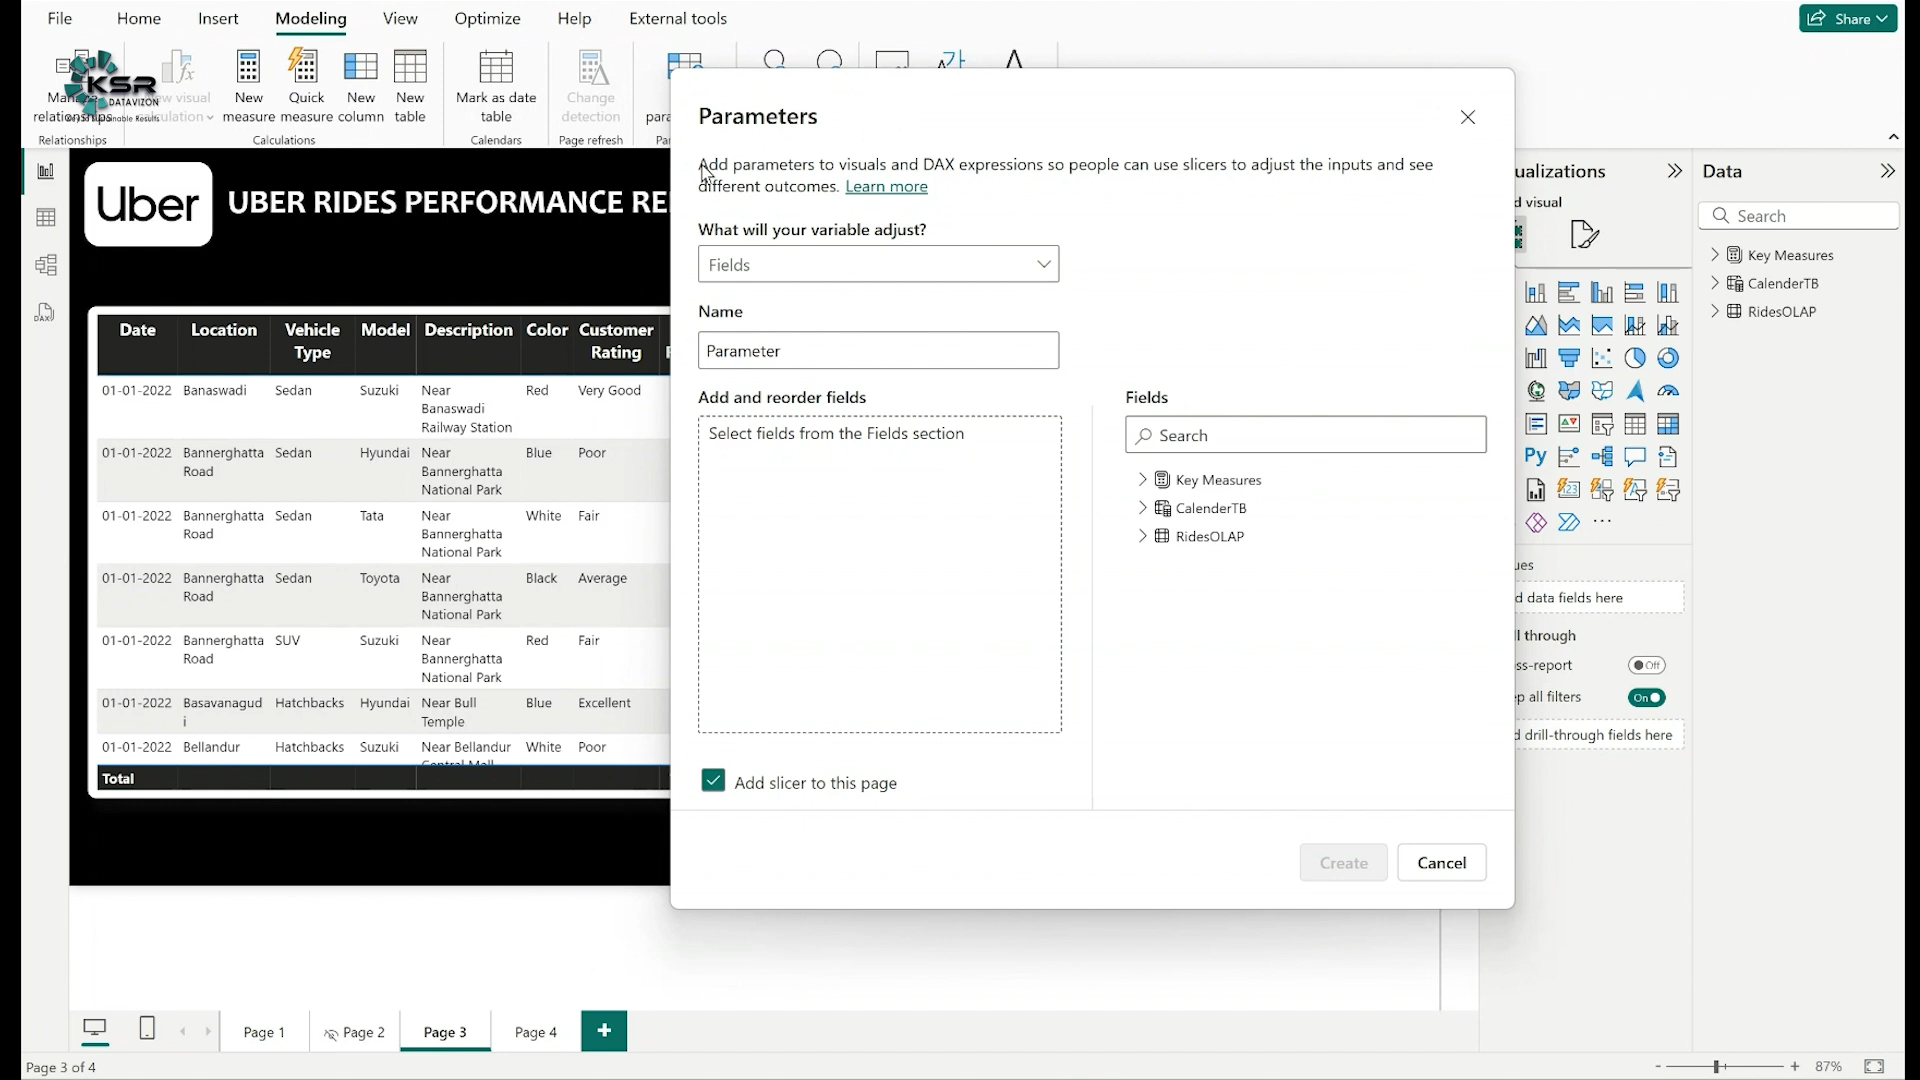 File Home Insert Modeling View Optimize Help External tools
Share
KSR
DATAVIZON
New Quick New New Mark as date Change
measure measure column table table detection
relationships
Relationships Calculations Calendars Page refresh
Parameters
Add parameters to visuals and DAX expressions so people can use slicers to adjust the inputs and see
different outcomes. Learn more
What will your variable adjust?
Fields
Name
Parameter
Add and reorder fields
Select fields from the Fields section
Add slicer to this page
Fields
Search
Key Measures
CalenderTB
RidesOLAP
Create Cancel
Uber
UBER RIDES PERFORMANCE RE
Date Location Vehicle Type Model Description Color Customer Rating
01-01-2022 Banaswadi Sedan Suzuki Near Banaswadi Railway Station Red Very Good
01-01-2022 Bannerghatta Road Sedan Hyundai Near Bannerghatta National Park Blue Poor
01-01-2022 Bannerghatta Road Sedan Tata Near Bannerghatta National Park White Fair
01-01-2022 Bannerghatta Road Sedan Toyota Near Bannerghatta National Park Black Average
01-01-2022 Bannerghatta Road SUV Suzuki Near Bannerghatta National Park Red Fair
01-01-2022 Basavanagudi Hatchbacks Hyundai Near Bull Temple Blue Excellent
01-01-2022 Bellandur Hatchbacks Suzuki Near Bellandur White Poor
Total
ualizations
d visual
Py
123
ues
d data fields here
ll through
ss-report Off
ep all filters On
d drill-through fields here
Data
Search
Key Measures
CalenderTB
RidesOLAP
Page 1 Page 2 Page 3 Page 4 +
Page 3 of 4
- + 87%